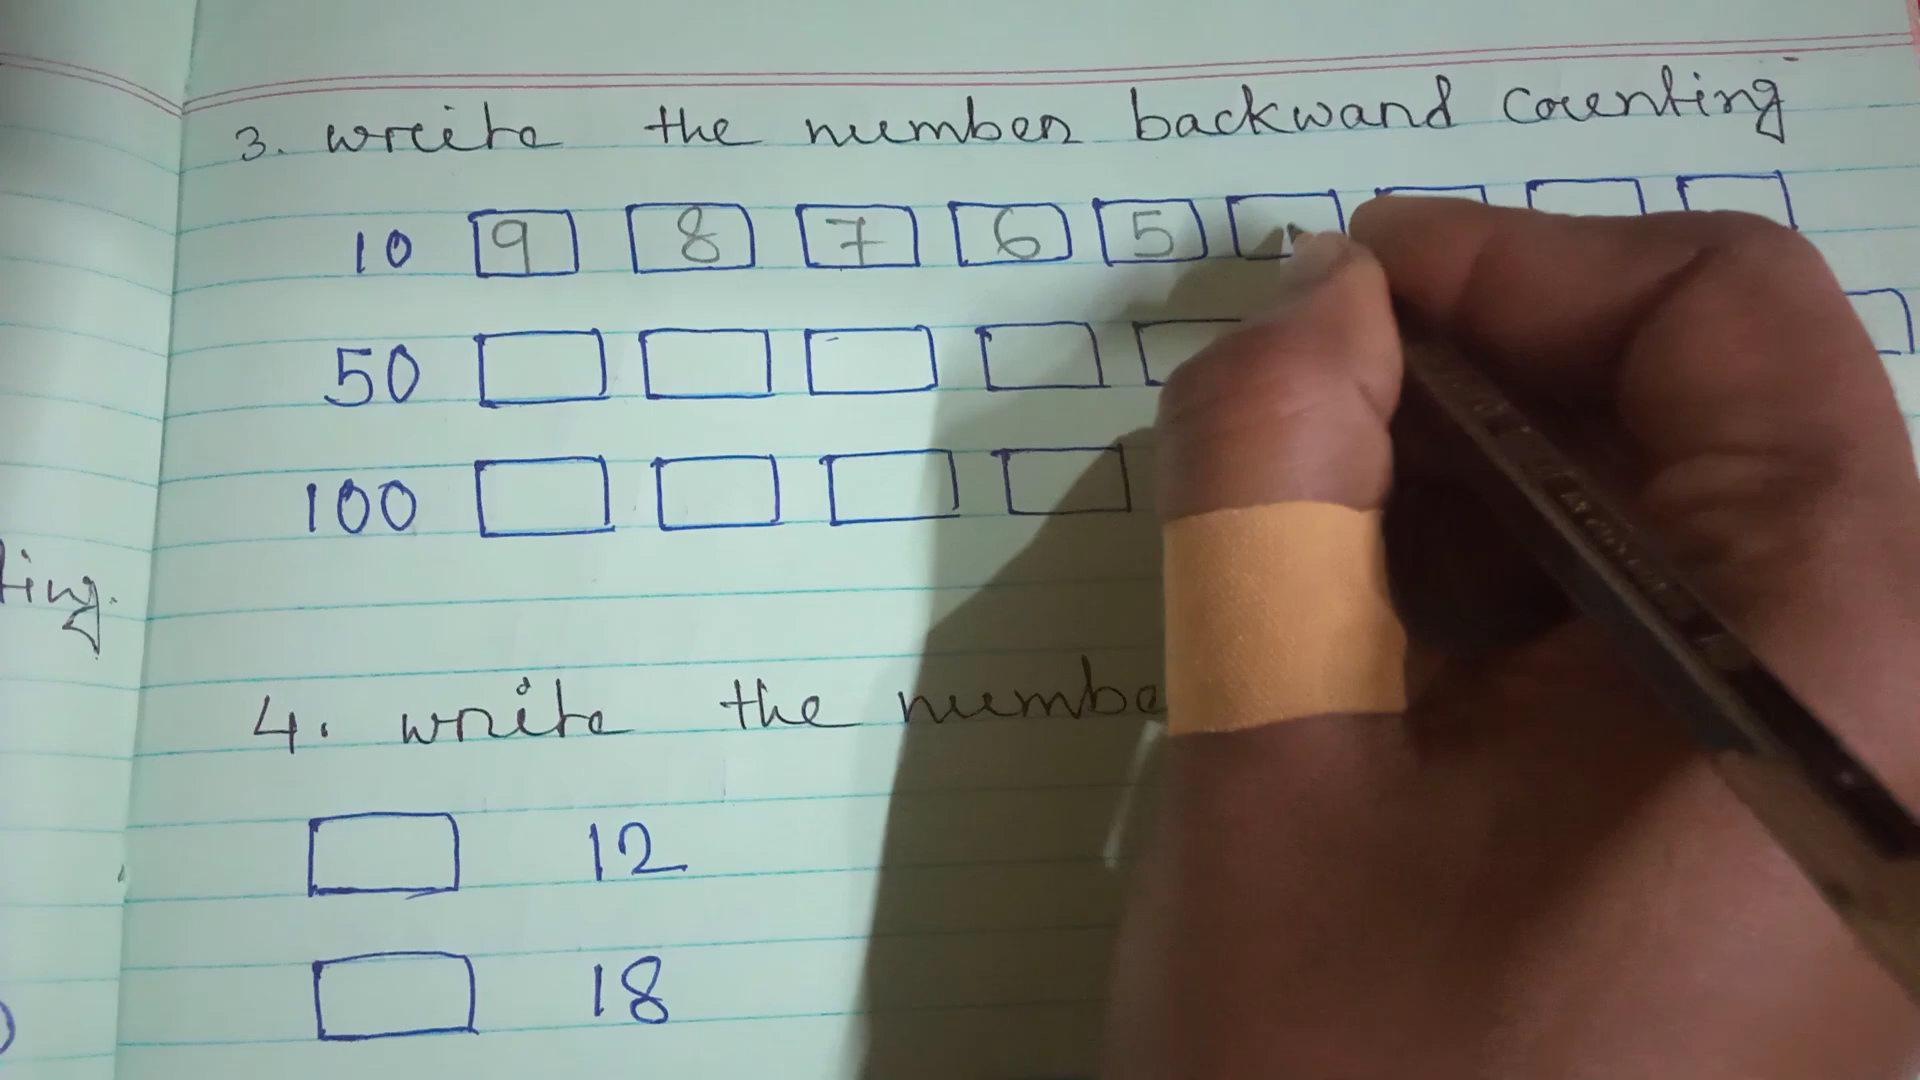 3. write the number backward counting
10 9 8 7 6 5
50
100
ting.
4. write the numbe
12
18